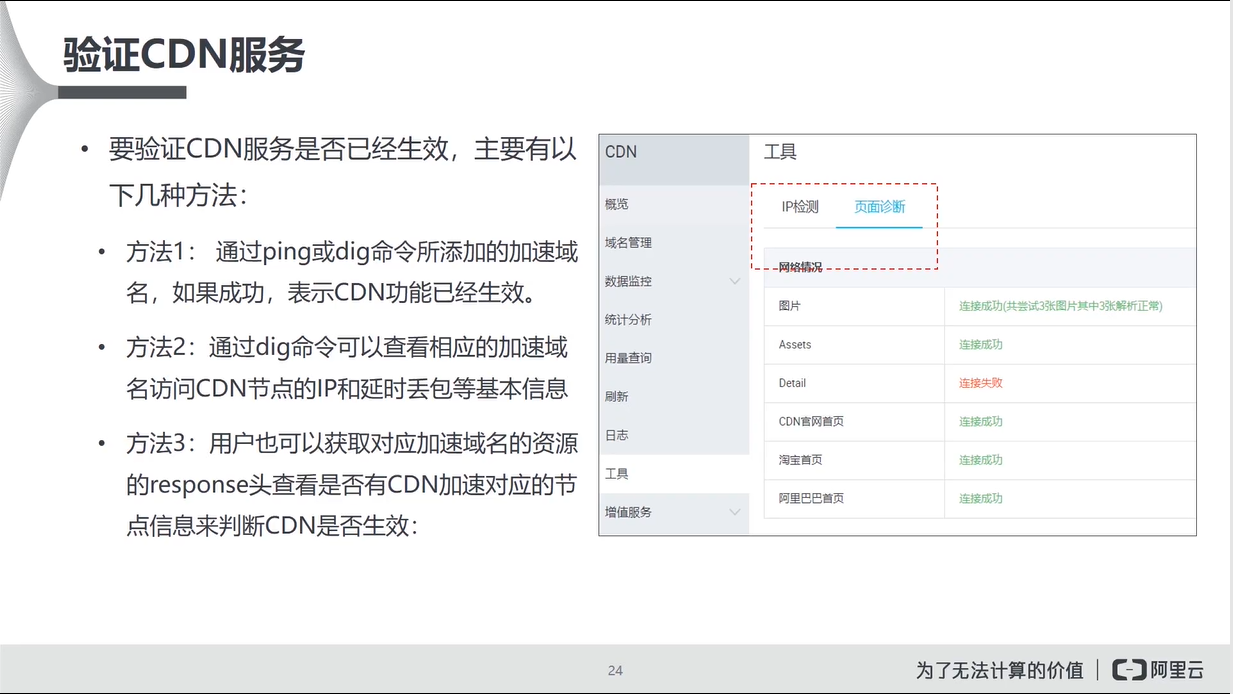 验证CDN服务
• 要验证CDN服务是否已经生效，主要有以
下几种方法：
• 方法1： 通过ping或dig命令所添加的加速域
名，如果成功，表示CDN功能已经生效。
• 方法2：通过dig命令可以查看相应的加速域
名访问CDN节点的IP和延时丢包等基本信息
• 方法3：用户也可以获取对应加速域名的资源
的response头查看是否有CDN加速对应的节
点信息来判断CDN是否生效：
CDN
概览
域名管理
数据监控
统计分析
用量查询
刷新
日志
工具
增值服务
工具
IP检测 页面诊断
网络情况
图片 连接成功(共尝试3张图片其中3张解析正常)
Assets 连接成功
Detail 连接失败
CDN官网首页 连接成功
淘宝首页 连接成功
阿里巴巴首页 连接成功
24
为了无法计算的价值 | 阿里云